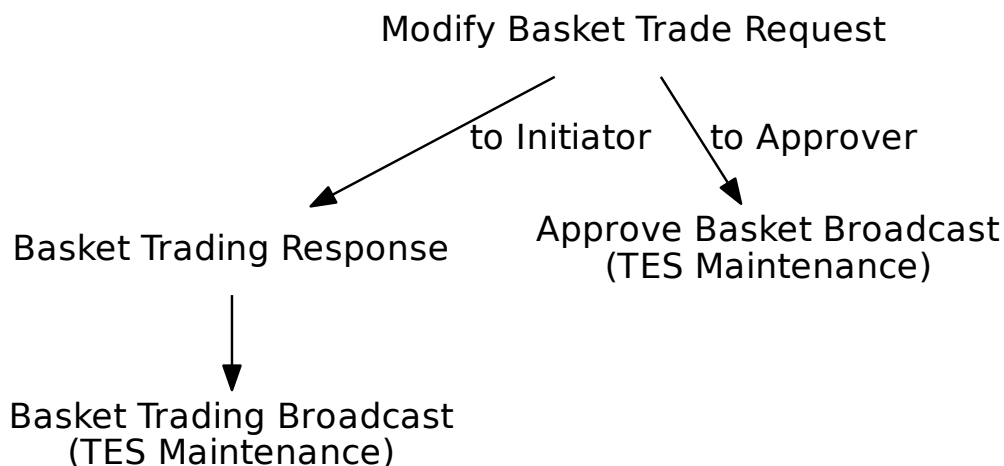 Modify Basket Trade Request
to Initiator
to Approver
Basket Trading Response
Approve Basket Broadcast
(TES Maintenance)
Basket Trading Broadcast
(TES Maintenance)